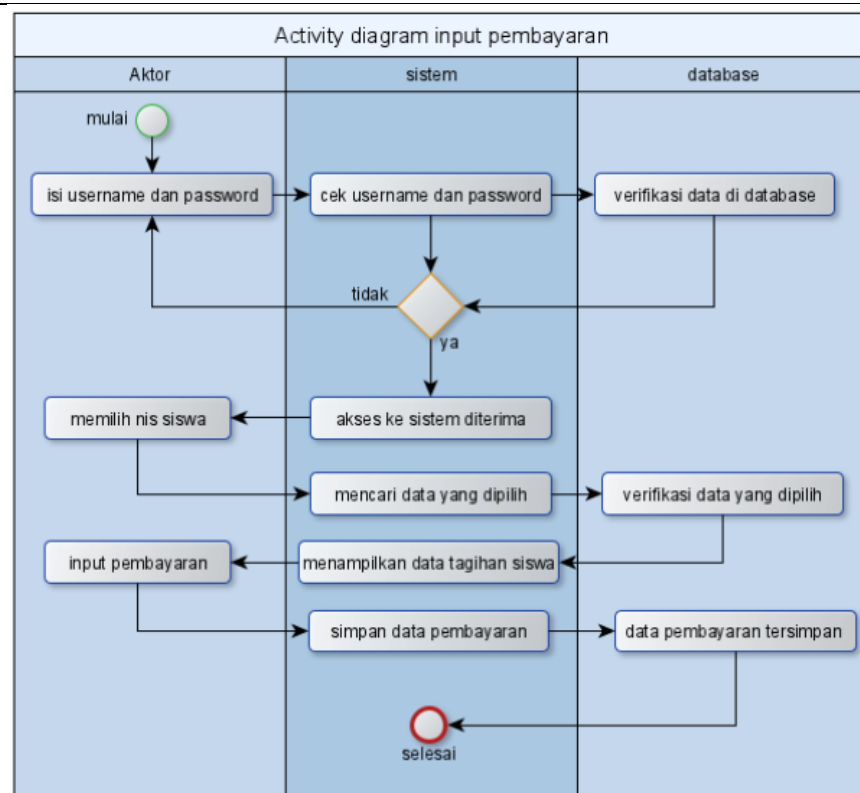 Activity diagram input pembayaran
Aktor
sistem
database
mulai
isi username dan password
cek username dan password
verifikasi data di database
tidak
ya
memilih nis siswa
akses ke sistem diterima
mencari data yang dipilih
verifikasi data yang dipilih
input pembayaran
menampilkan data tagihan siswa
simpan data pembayaran
data pembayaran tersimpan
selesai